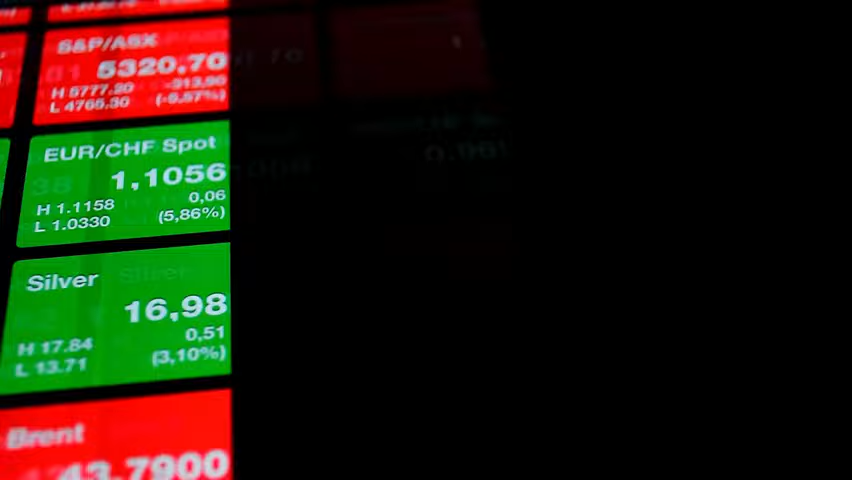 S&P/ASX
5320,70
H 5777.20 -313,90
L 4765.30 (-5,57%)
EUR/CHF Spot
1,1056
H 1.1158 0,06
L 1.0330 (5,86%)
Silver
16,98
H 17.84 0,51
L 13.71 (3,10%)
Brent
43,7900